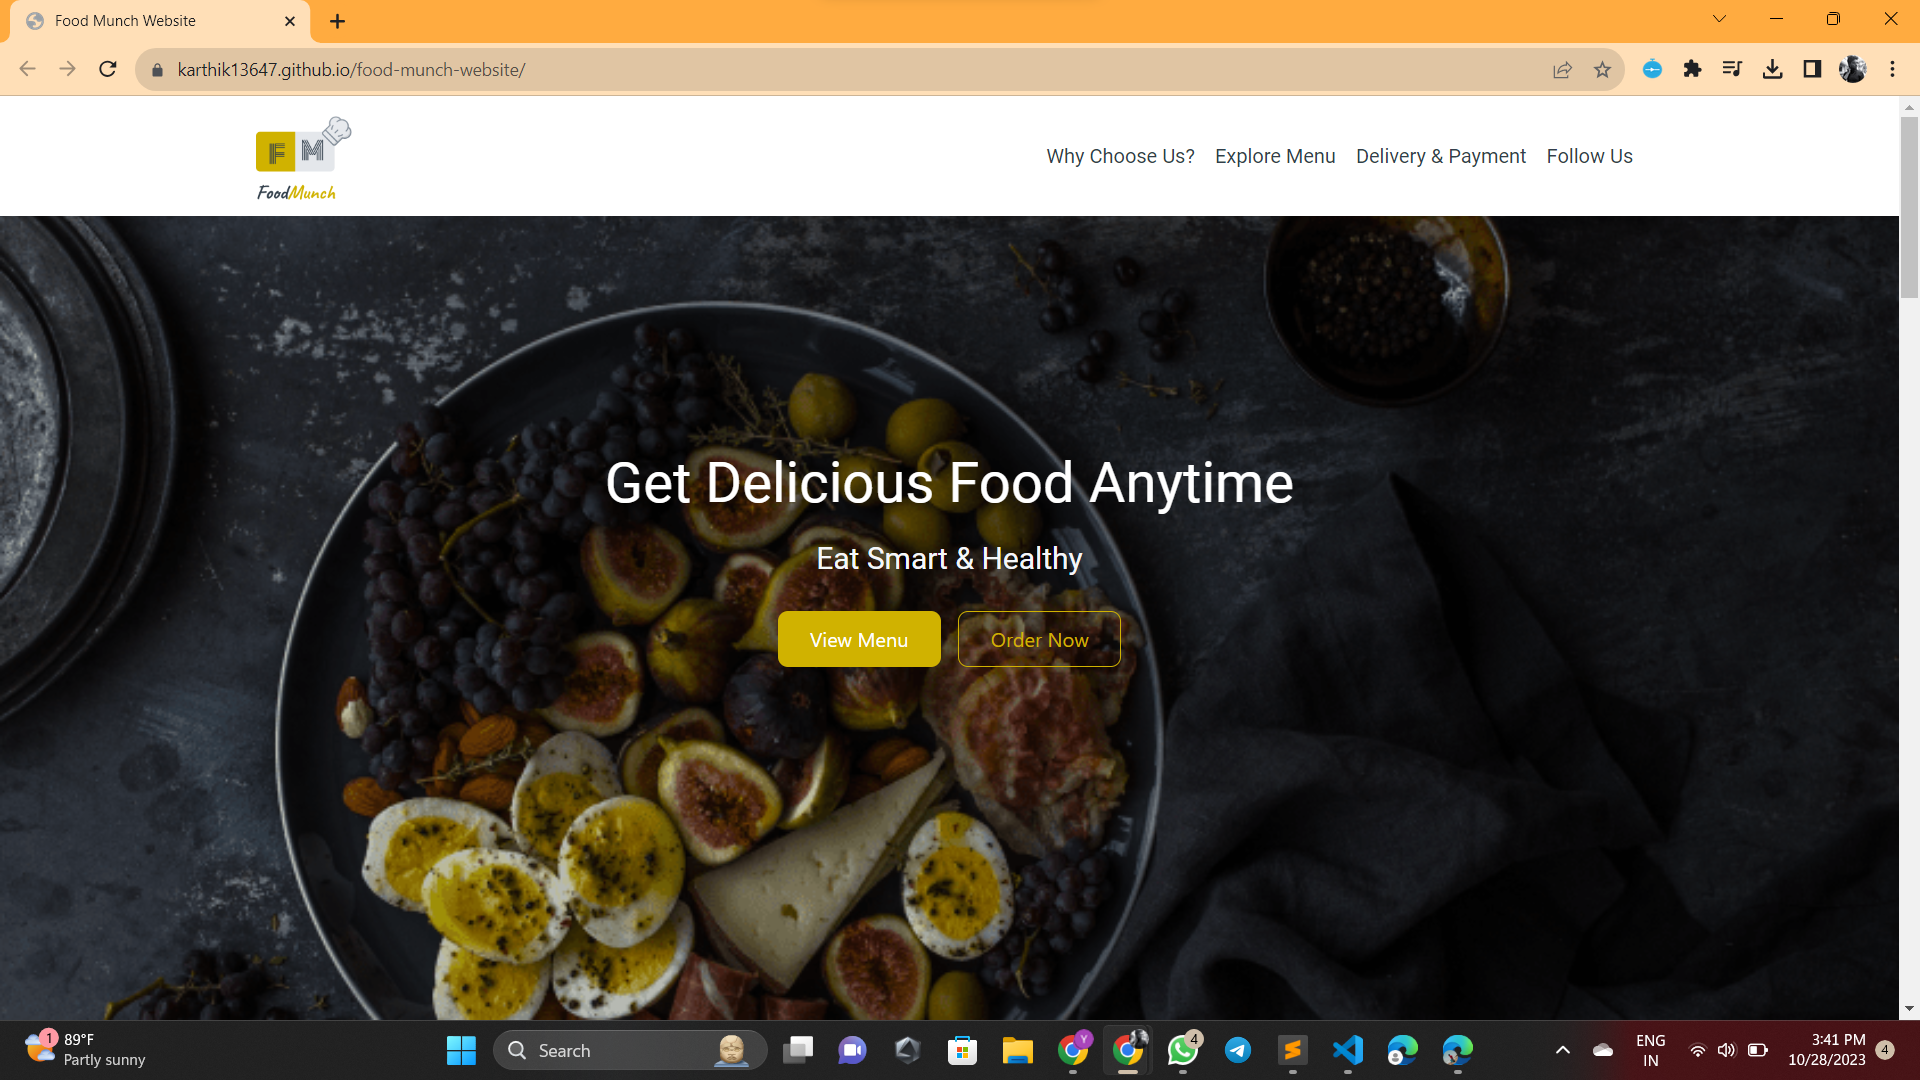 Food Munch Website
karthik13647.github.io/food-munch-website/
F M
FoodMunch
Why Choose Us? Explore Menu Delivery & Payment Follow Us
Get Delicious Food Anytime
Eat Smart & Healthy
View Menu Order Now
1
89°F
Partly sunny
Search
Y
4
ENG
IN
3:41 PM
10/28/2023
4